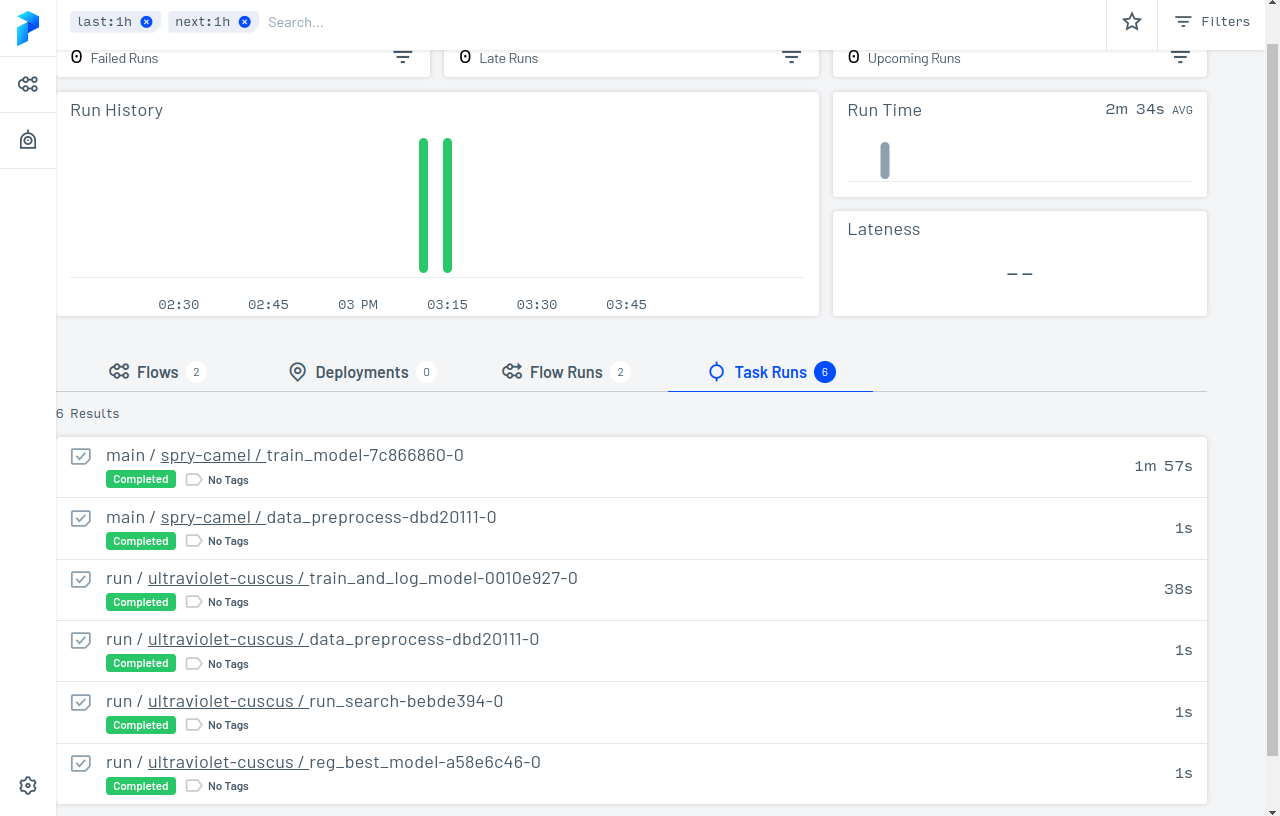 last:1h next:1h Search... Filters
0 Failed Runs 0 Late Runs 0 Upcoming Runs
Run History
02:30 02:45 03 PM 03:15 03:30 03:45
Run Time 2m 34s AVG
Lateness
--
Flows 2 Deployments 0 Flow Runs 2 Task Runs 6
6 Results
main / spry-camel / train_model-7c866860-0
Completed No Tags
1m 57s
main / spry-camel / data_preprocess-dbd20111-0
Completed No Tags
1s
run / ultraviolet-cuscus / train_and_log_model-0010e927-0
Completed No Tags
38s
run / ultraviolet-cuscus / data_preprocess-dbd20111-0
Completed No Tags
1s
run / ultraviolet-cuscus / run_search-bebde394-0
Completed No Tags
1s
run / ultraviolet-cuscus / reg_best_model-a58e6c46-0
Completed No Tags
1s